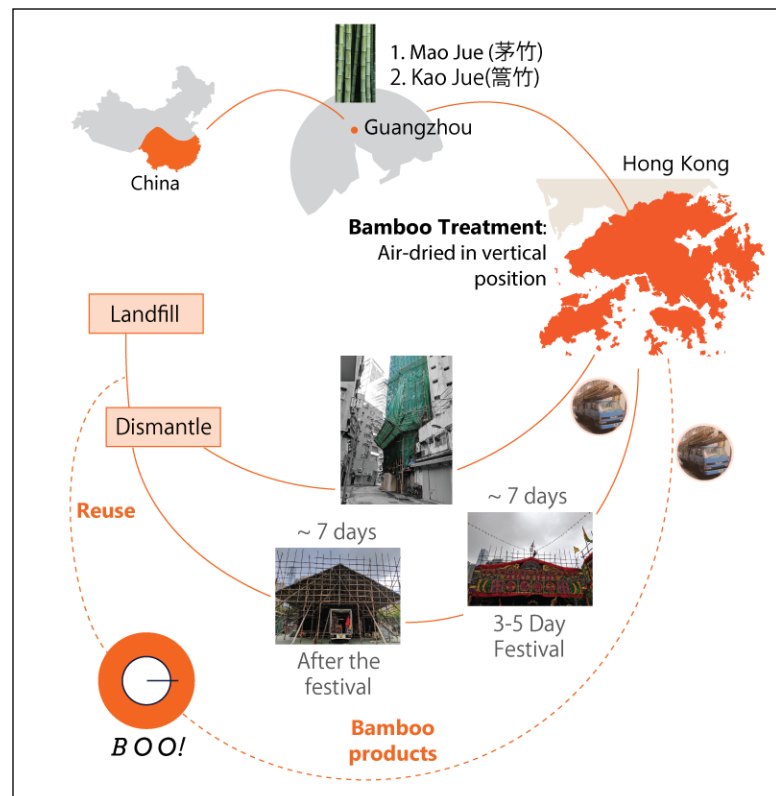 1. Mao Jue (茅竹)
2. Kao Jue(篙竹)
Guangzhou
China
Hong Kong
Bamboo Treatment:
Air-dried in vertical
position
Landfill
Dismantle
Reuse
~ 7 days
~ 7 days
3-5 Day
Festival
After the
festival
BOO!
Bamboo
products